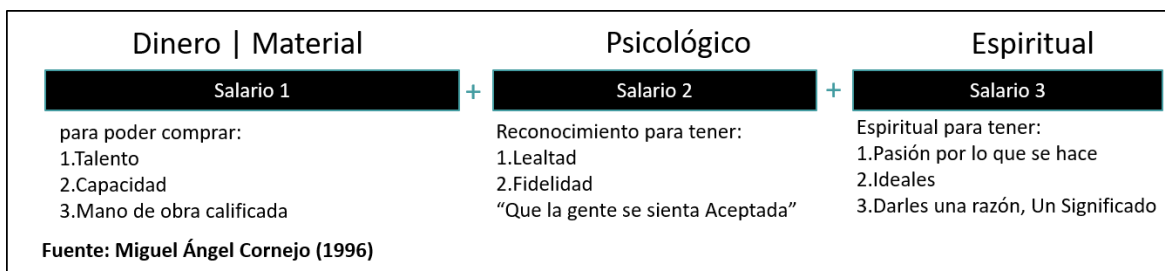 Dinero | Material
Salario 1
para poder comprar:
1.Talento
2.Capacidad
3.Mano de obra calificada
+
Psicológico
Salario 2
Reconocimiento para tener:
1.Lealtad
2.Fidelidad
“Que la gente se sienta Aceptada”
+
Espiritual
Salario 3
Espiritual para tener:
1.Pasión por lo que se hace
2.Ideales
3.Darles una razón, Un Significado
Fuente: Miguel Ángel Cornejo (1996)